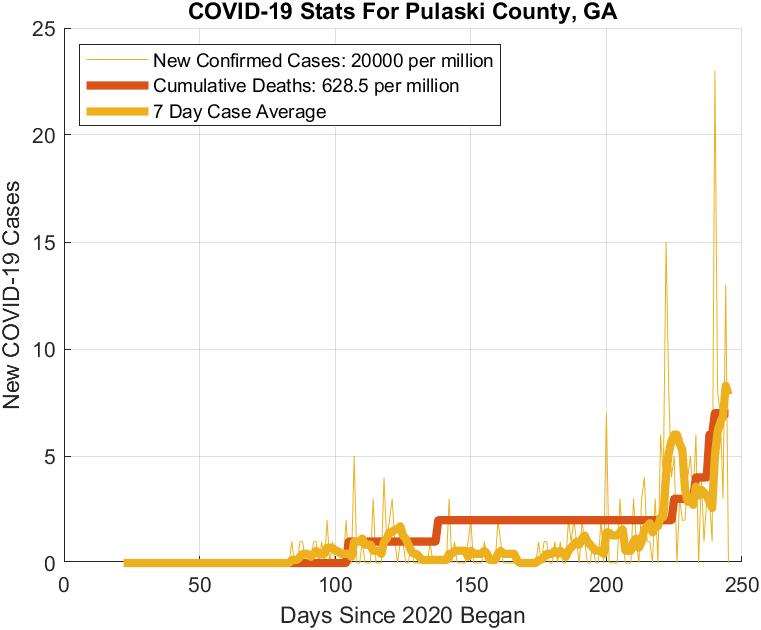 COVID-19 Stats For Pulaski County, GA
25
New Confirmed Cases: 20000 per million
Cumulative Deaths: 628.5 per million
7 Day Case Average
20
15
10
5
0
New COVID-19 Cases
0 50 100 150 200 250
Days Since 2020 Began